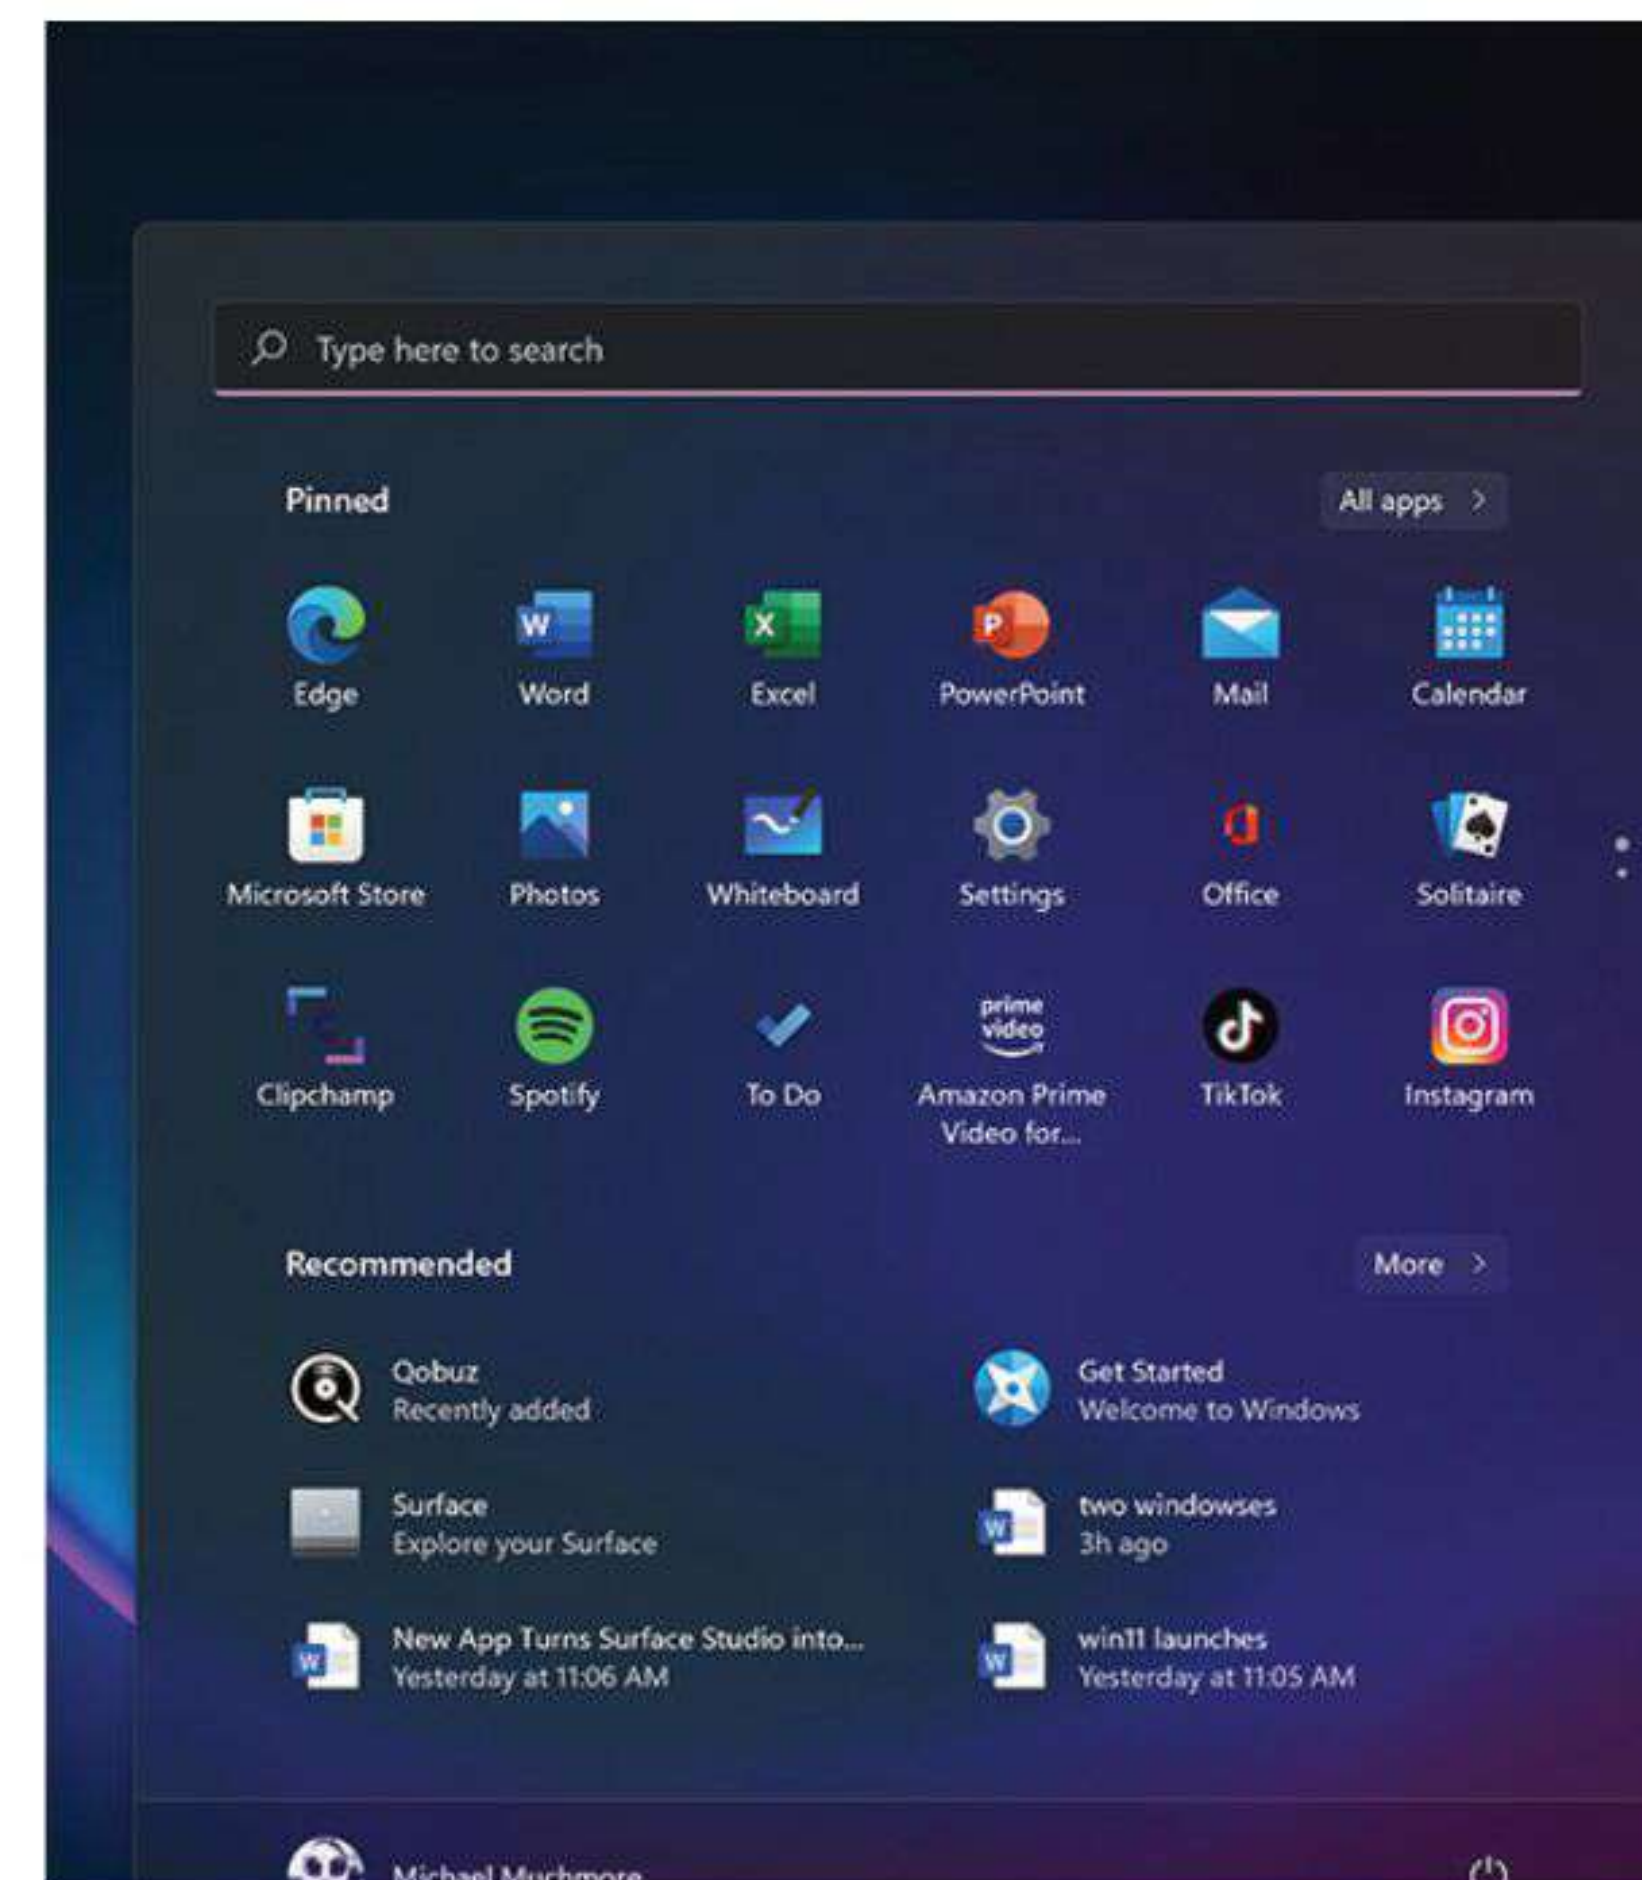 Type here to search
Pinned
All apps
Edge
Word
Excel
PowerPoint
Mail
Calendar
Microsoft Store
Photos
Whiteboard
Settings
Office
Solitaire
prime
video
Clipchamp
Spotify
To Do
Amazon Prime
Video for...
TikTok
Instagram
Recommended
More
Qobuz
Recently added
Get Started
Welcome to Windows
Surface
Explore your Surface
two windowses
3h ago
New App Turns Surface Studio into...
Yesterday at 11:06 AM
win11 launches
Yesterday at 11:05 AM
Michael Muchmore